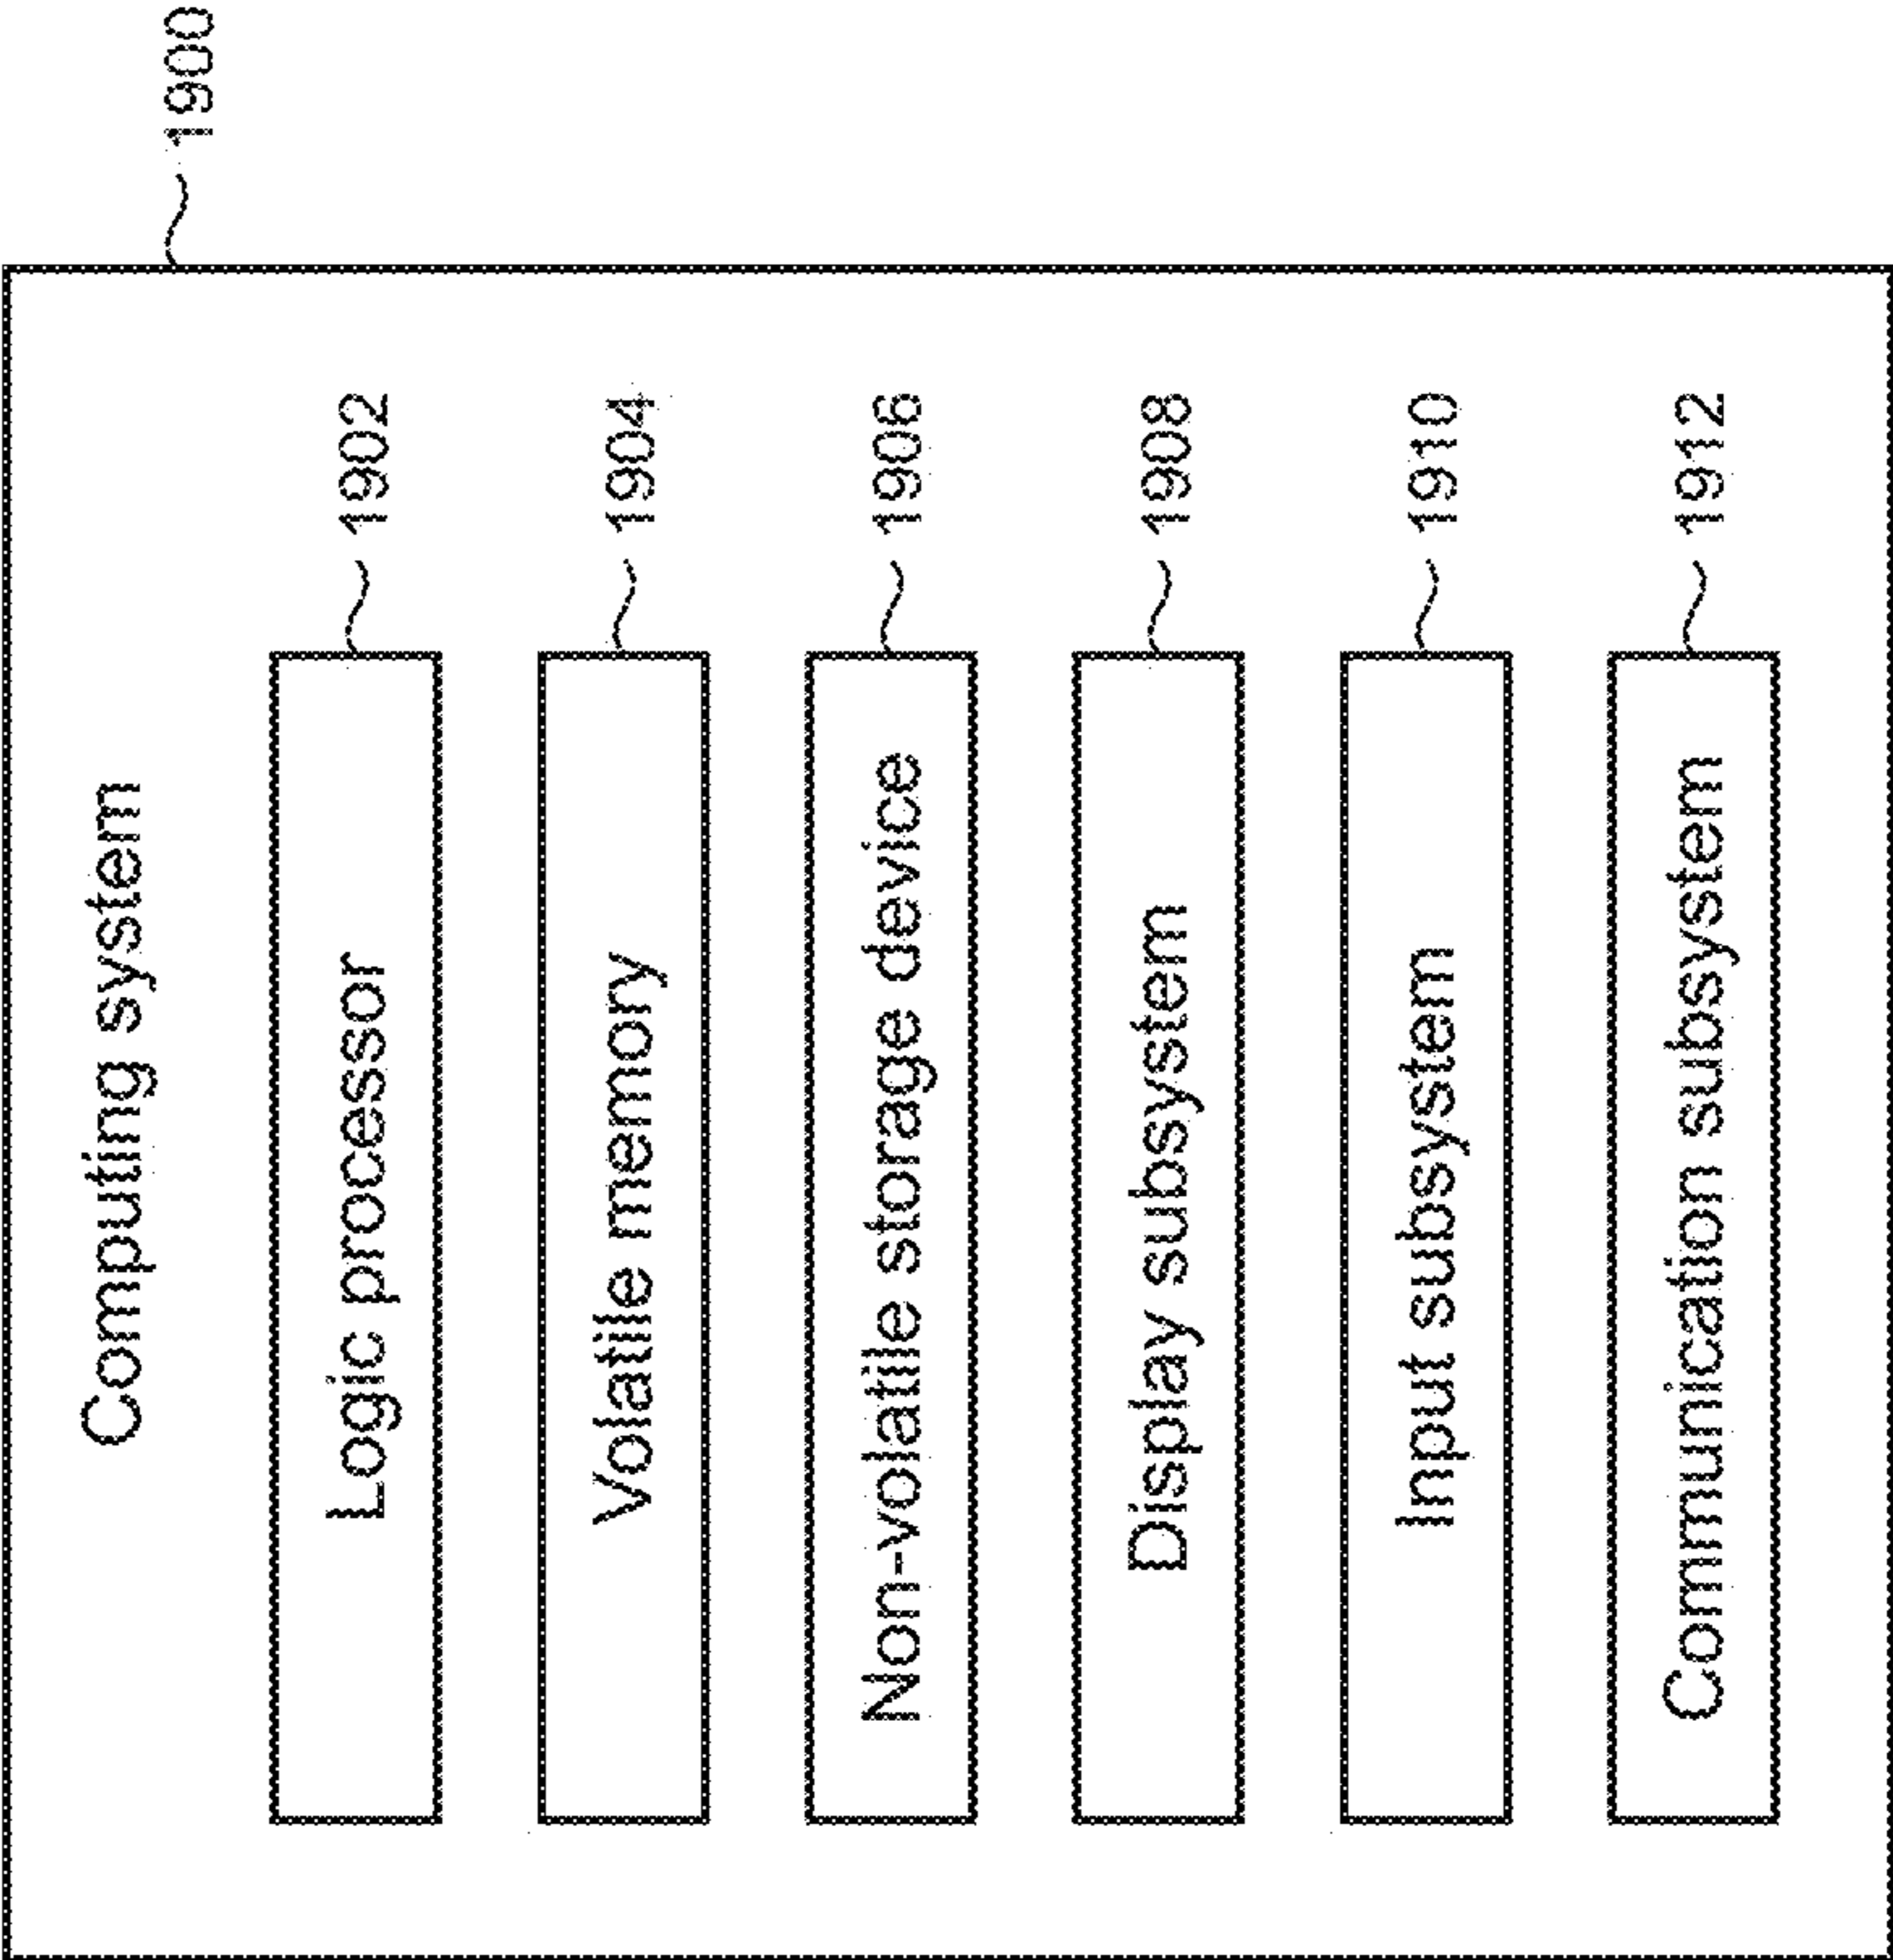 1900
Computing system
Logic processor 1902
Volatile memory 1904
Non-volatile storage device 1906
Display subsystem 1908
Input subsystem 1910
Communication subsystem 1912